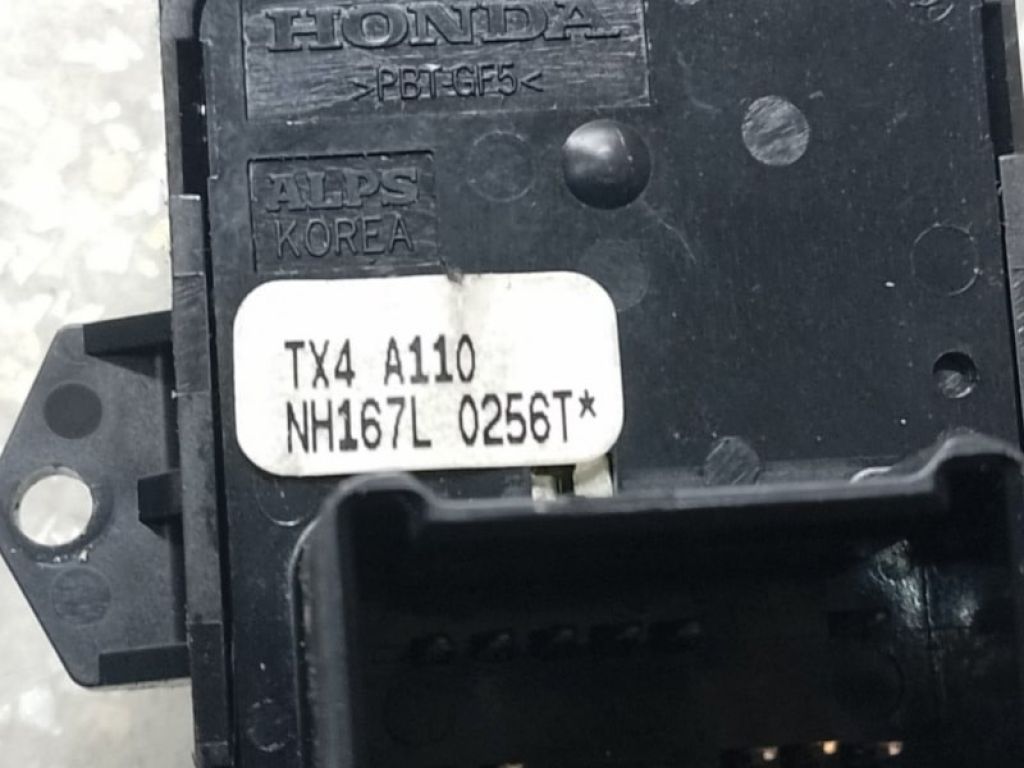 HONDA
>PBT-GF5<
ALPS
KOREA
TX4 A110
NH167L 0256T*